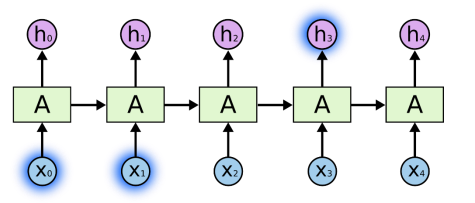 h₀ h₁ h₂ h₃ h₄
A A A A A
x₀ x₁ x₂ x₃ x₄